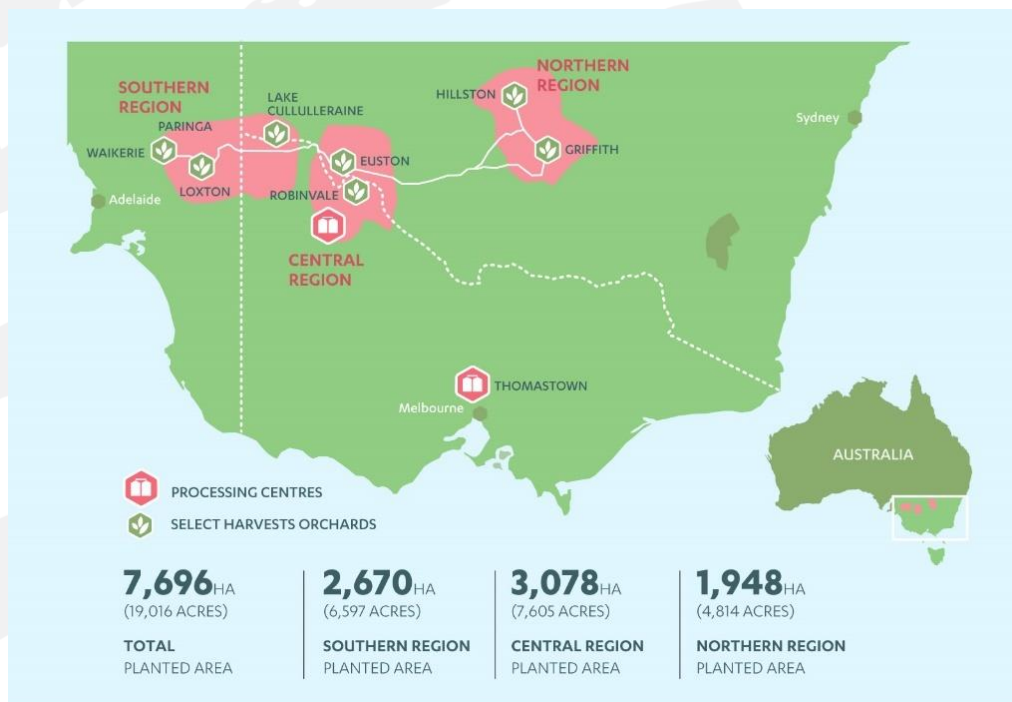 SOUTHERN
REGION
PARINGA
WAIKERIE
LOXTON
Adelaide
LAKE
CULLULLERAINE
EUSTON
ROBINVALE
CENTRAL
REGION
NORTHERN
REGION
HILLSTON
GRIFFITH
Sydney
THOMASTOWN
Melbourne
AUSTRALIA
PROCESSING CENTRES
SELECT HARVESTS ORCHARDS
7,696HA
(19,016 ACRES)
TOTAL
PLANTED AREA
2,670HA
(6,597 ACRES)
SOUTHERN REGION
PLANTED AREA
3,078HA
(7,605 ACRES)
CENTRAL REGION
PLANTED AREA
1,948HA
(4,814 ACRES)
NORTHERN REGION
PLANTED AREA